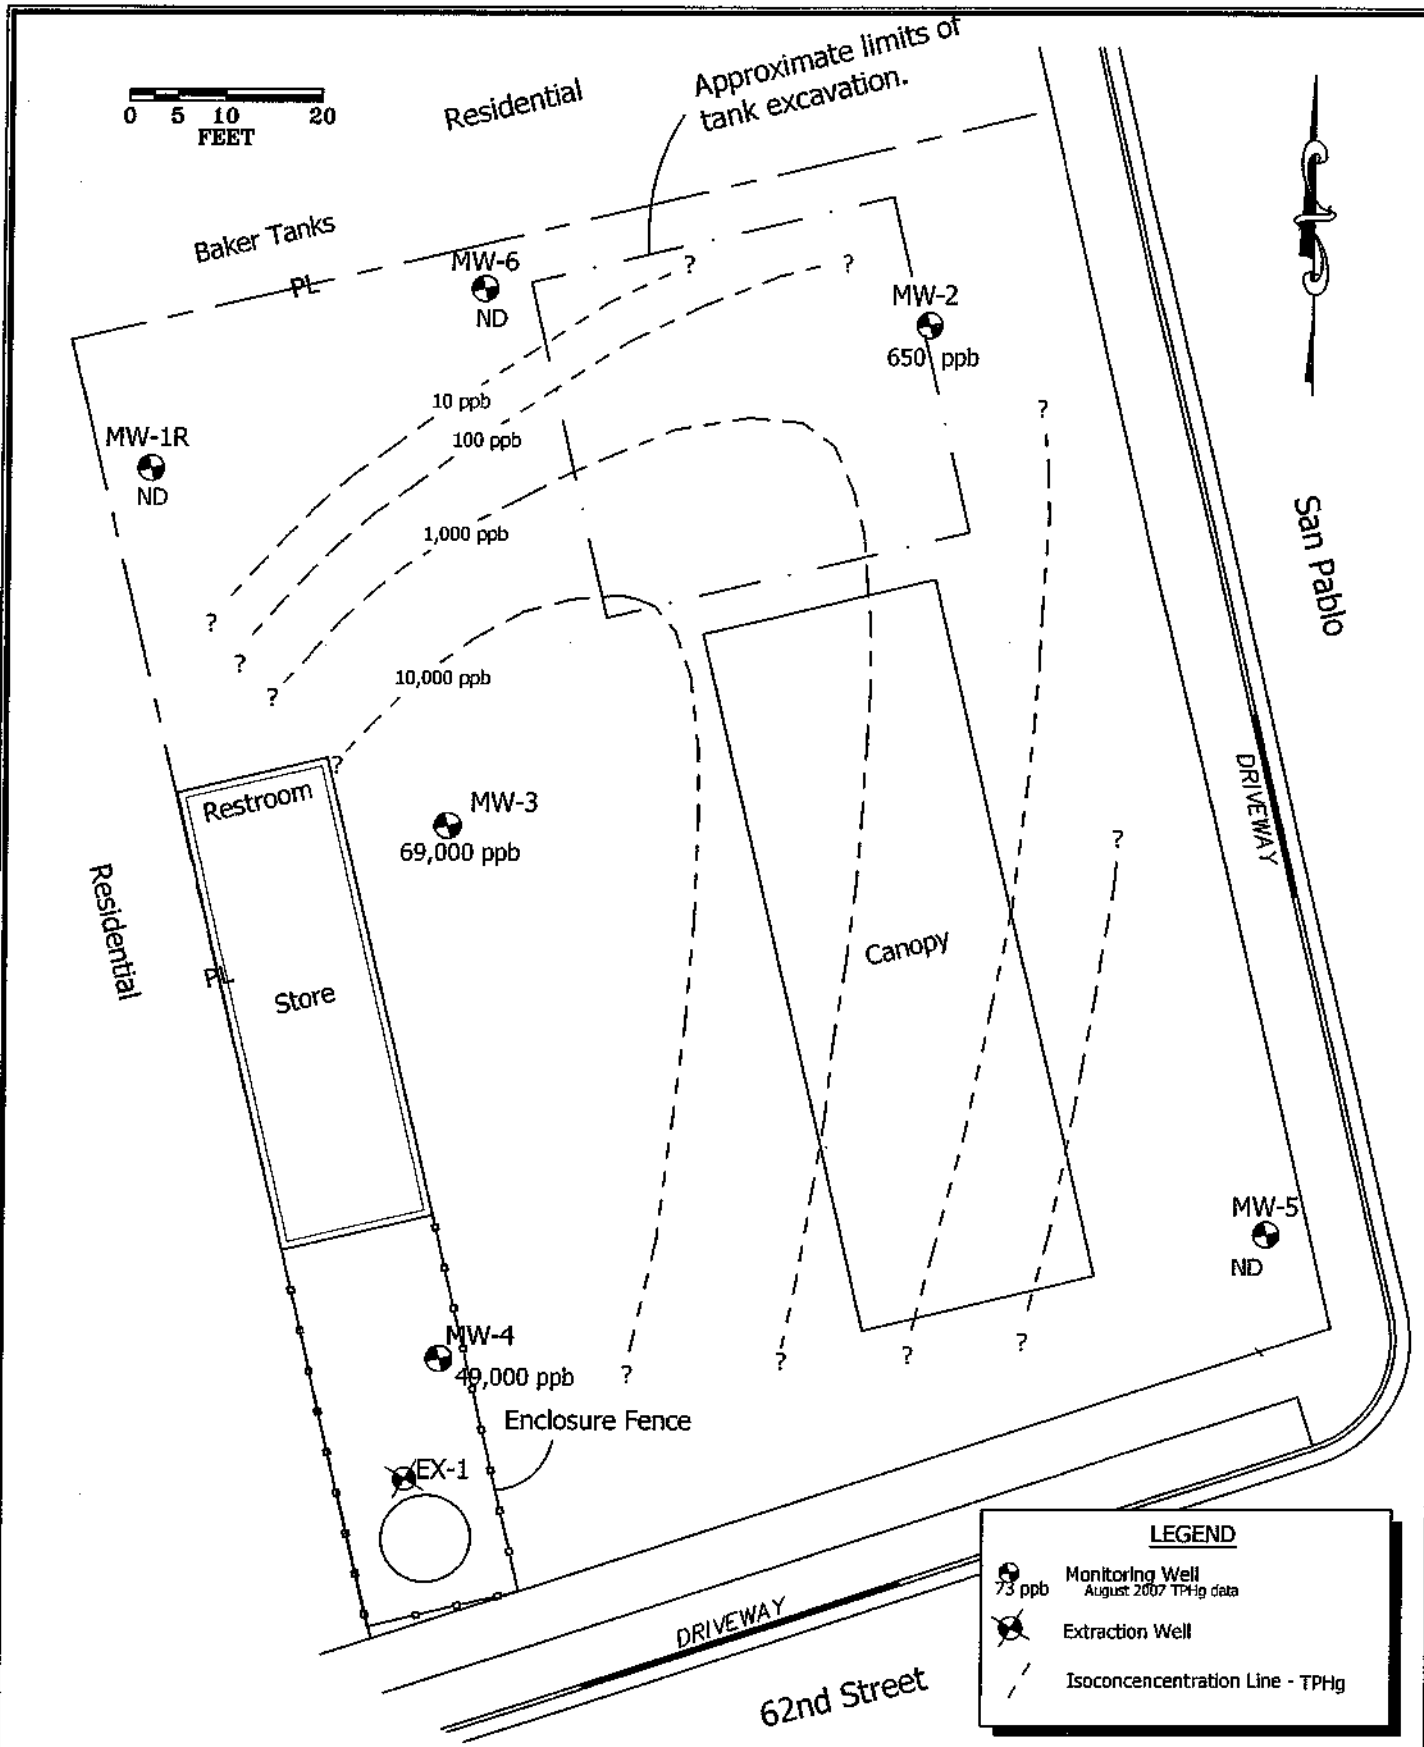 Approximate limits of
tank excavation.
0 5 10 20
FEET
Residential
Baker Tanks
PL
MW-6
ND
MW-2
650 ppb
?
?
10 ppb
100 ppb
?
MW-1R
ND
1,000 ppb
San Pablo
?
?
?
10,000 ppb
?
Restroom
MW-3
69,000 ppb
DRIVEWAY
?
Residential
PL
Store
Canopy
MW-5
ND
MW-4
49,000 ppb
?
?
?
?
Enclosure Fence
EX-1
LEGEND
Monitoring Well
73 ppb August 2007 TPHg data
Extraction Well
Isoconcencentration Line - TPHg
DRIVEWAY
62nd Street